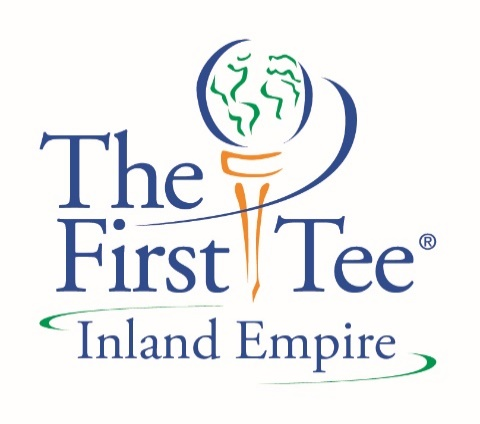 The
First Tee®
Inland Empire